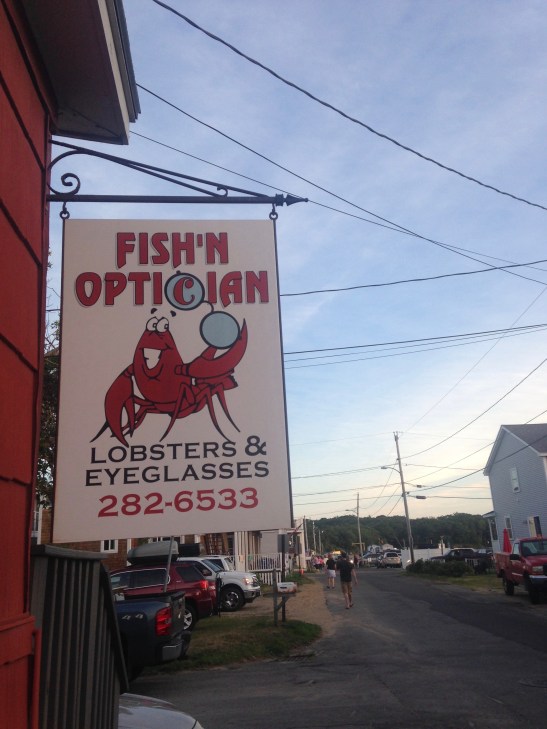 FISH'N
OPTICIAN
LOBSTERS &
EYEGLASSES
282-6533